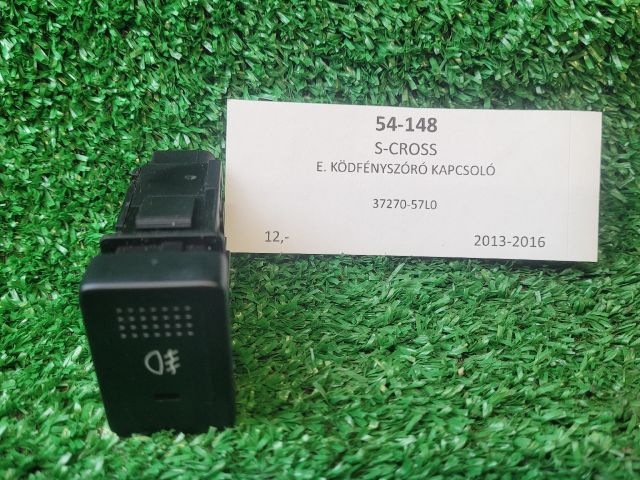 54-148
S-CROSS
E. KÖDFÉNYSZÓRÓ KAPCSOLÓ
37270-57L0
12,- 2013-2016